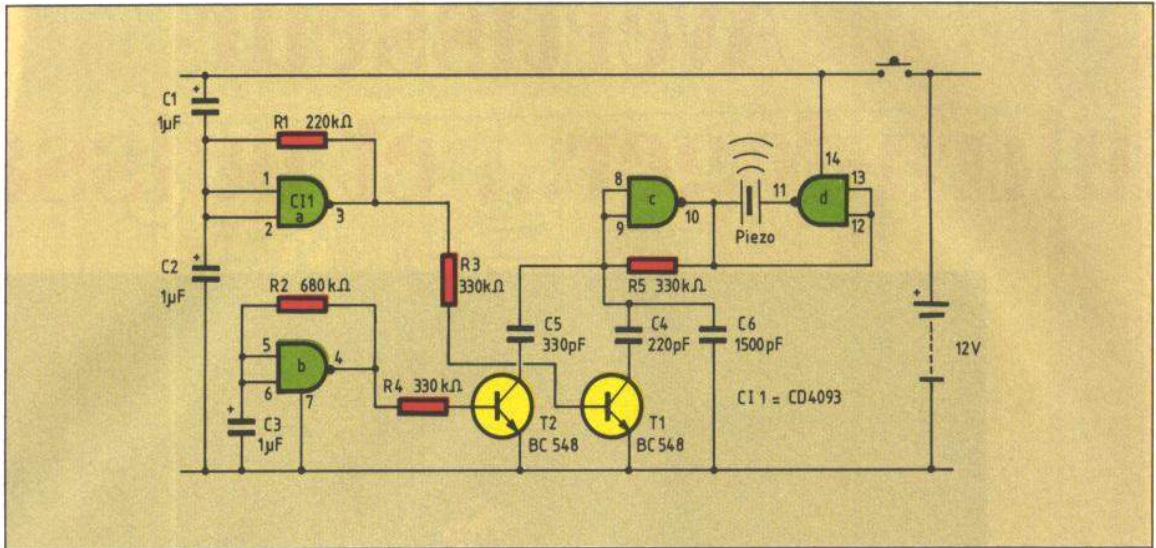 C1
1µF
R1 220kΩ
1
2
CI1
a
3
C2
1µF
R2 680kΩ
5
6
b
4
7
C3
1µF
R3
330kΩ
R4 330kΩ
T2
BC 548
C5
330pF
8
9
c
10
Piezo
11
14
d
13
12
R5 330kΩ
C4
220pF
C6
1500pF
T1
BC 548
CI 1 = CD4093
12V
+
+
+
+